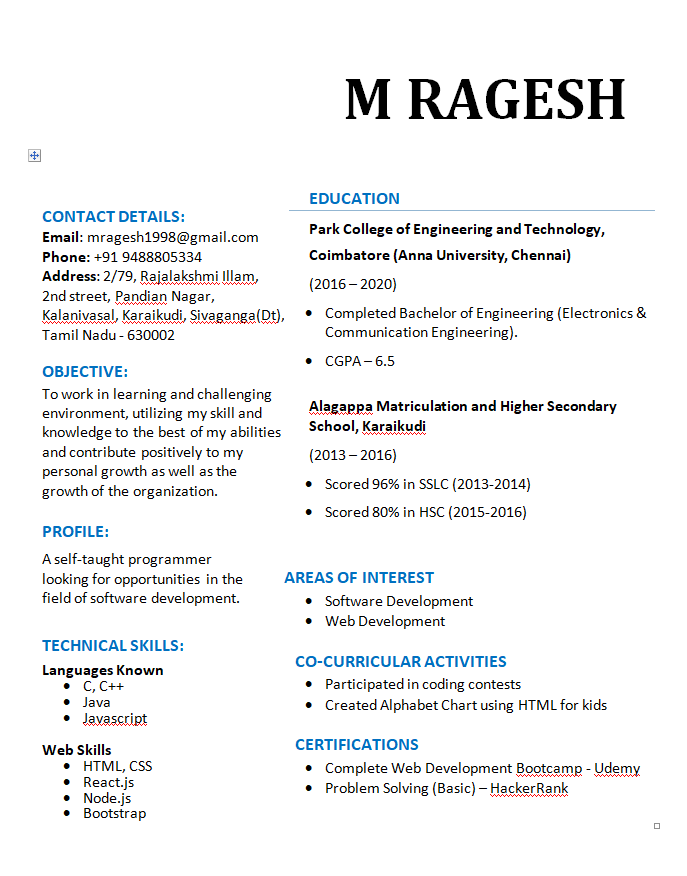 M RAGESH
CONTACT DETAILS:
Email: mragesh1998@gmail.com
Phone: +91 9488805334
Address: 2/79, Rajalakshmi Illam,
2nd street, Pandian Nagar,
Kalanivasal, Karaikudi, Sivaganga(Dt),
Tamil Nadu - 630002
OBJECTIVE:
To work in learning and challenging
environment, utilizing my skill and
knowledge to the best of my abilities
and contribute positively to my
personal growth as well as the
growth of the organization.
PROFILE:
A self-taught programmer
looking for opportunities in the
field of software development.
TECHNICAL SKILLS:
Languages Known
• C, C++
• Java
• Javascript
Web Skills
• HTML, CSS
• React.js
• Node.js
• Bootstrap
EDUCATION
Park College of Engineering and Technology,
Coimbatore (Anna University, Chennai)
(2016 – 2020)
• Completed Bachelor of Engineering (Electronics &
Communication Engineering).
• CGPA – 6.5
Alagappa Matriculation and Higher Secondary
School, Karaikudi
(2013 – 2016)
• Scored 96% in SSLC (2013-2014)
• Scored 80% in HSC (2015-2016)
AREAS OF INTEREST
• Software Development
• Web Development
CO-CURRICULAR ACTIVITIES
• Participated in coding contests
• Created Alphabet Chart using HTML for kids
CERTIFICATIONS
• Complete Web Development Bootcamp - Udemy
• Problem Solving (Basic) – HackerRank